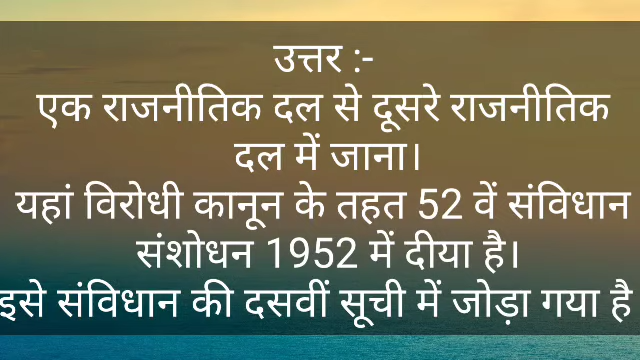 उत्तर :-
एक राजनीतिक दल से दूसरे राजनीतिक
दल में जाना।
यहां विरोधी कानून के तहत 52 वें संविधान
संशोधन 1952 में दीया है।
इसे संविधान की दसवीं सूची में जोड़ा गया है